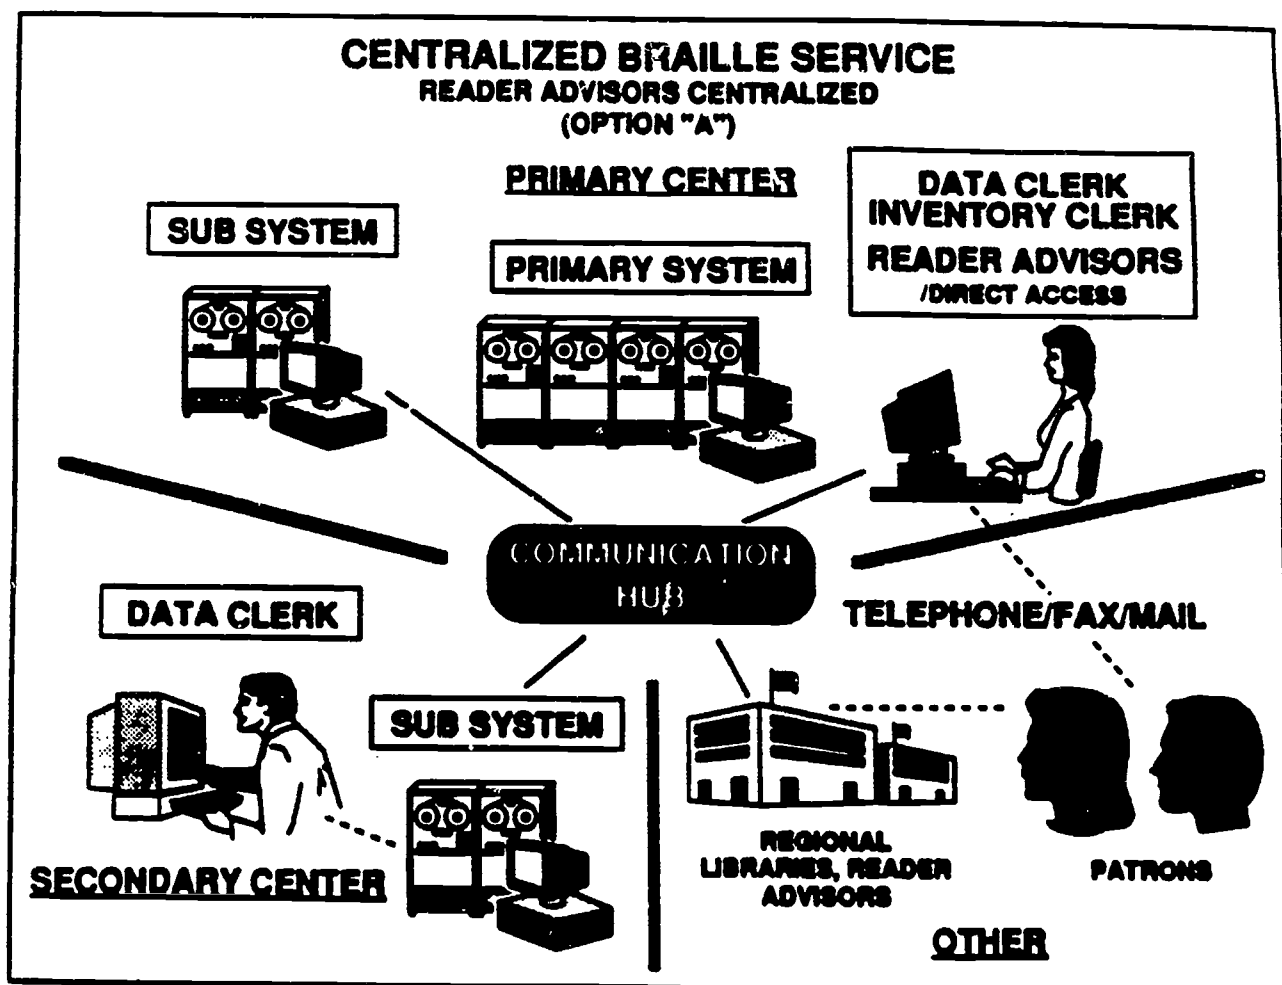 CENTRALIZED BRAILLE SERVICE
READER ADVISORS CENTRALIZED
(OPTION "A")
PRIMARY CENTER
SUB SYSTEM
PRIMARY SYSTEM
DATA CLERK
INVENTORY CLERK
READER ADVISORS
/DIRECT ACCESS
COMMUNICATION
HUB
DATA CLERK
SUB SYSTEM
SECONDARY CENTER
TELEPHONE/FAX/MAIL
REGIONAL
LIBRARIES, READER
ADVISORS
PATRONS
OTHER